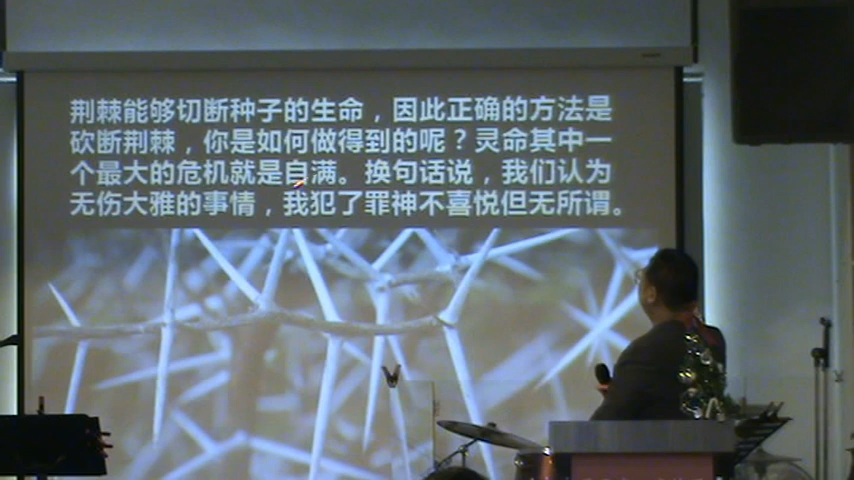 荆棘能够切断种子的生命，因此正确的方法是
砍断荆棘，你是如何做得到的呢？灵命其中一
个最大的危机就是自满。换句话说，我们认为
无伤大雅的事情，我犯了罪神不喜悦但无所谓。